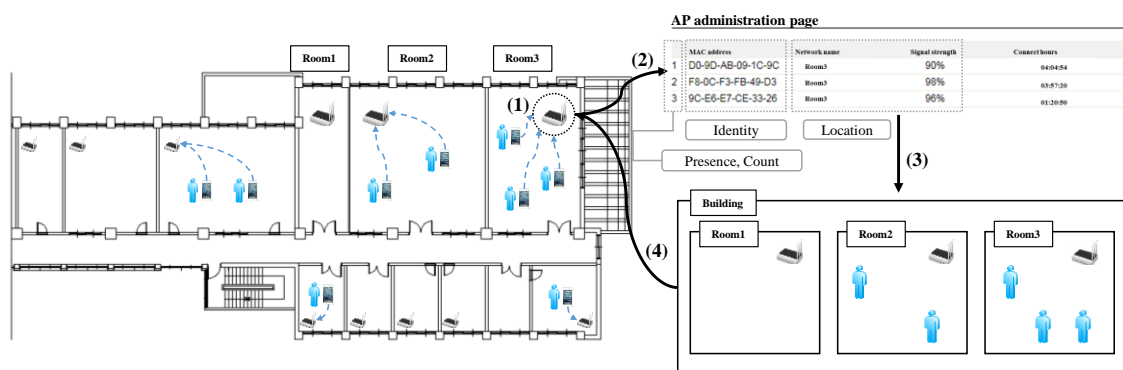 AP administration page
Room1
Room2
Room3
(1)
(2)
MAC address Network name Signal strength Connect hours
1 D0-9D-AB-09-1C-9C Room3 90% 04:04:54
2 F8-0C-F3-FB-49-D3 Room3 98% 03:57:20
3 9C-E6-E7-CE-33-26 Room3 96% 01:20:50
Identity
Location
Presence, Count
(3)
(4)
Building
Room1
Room2
Room3